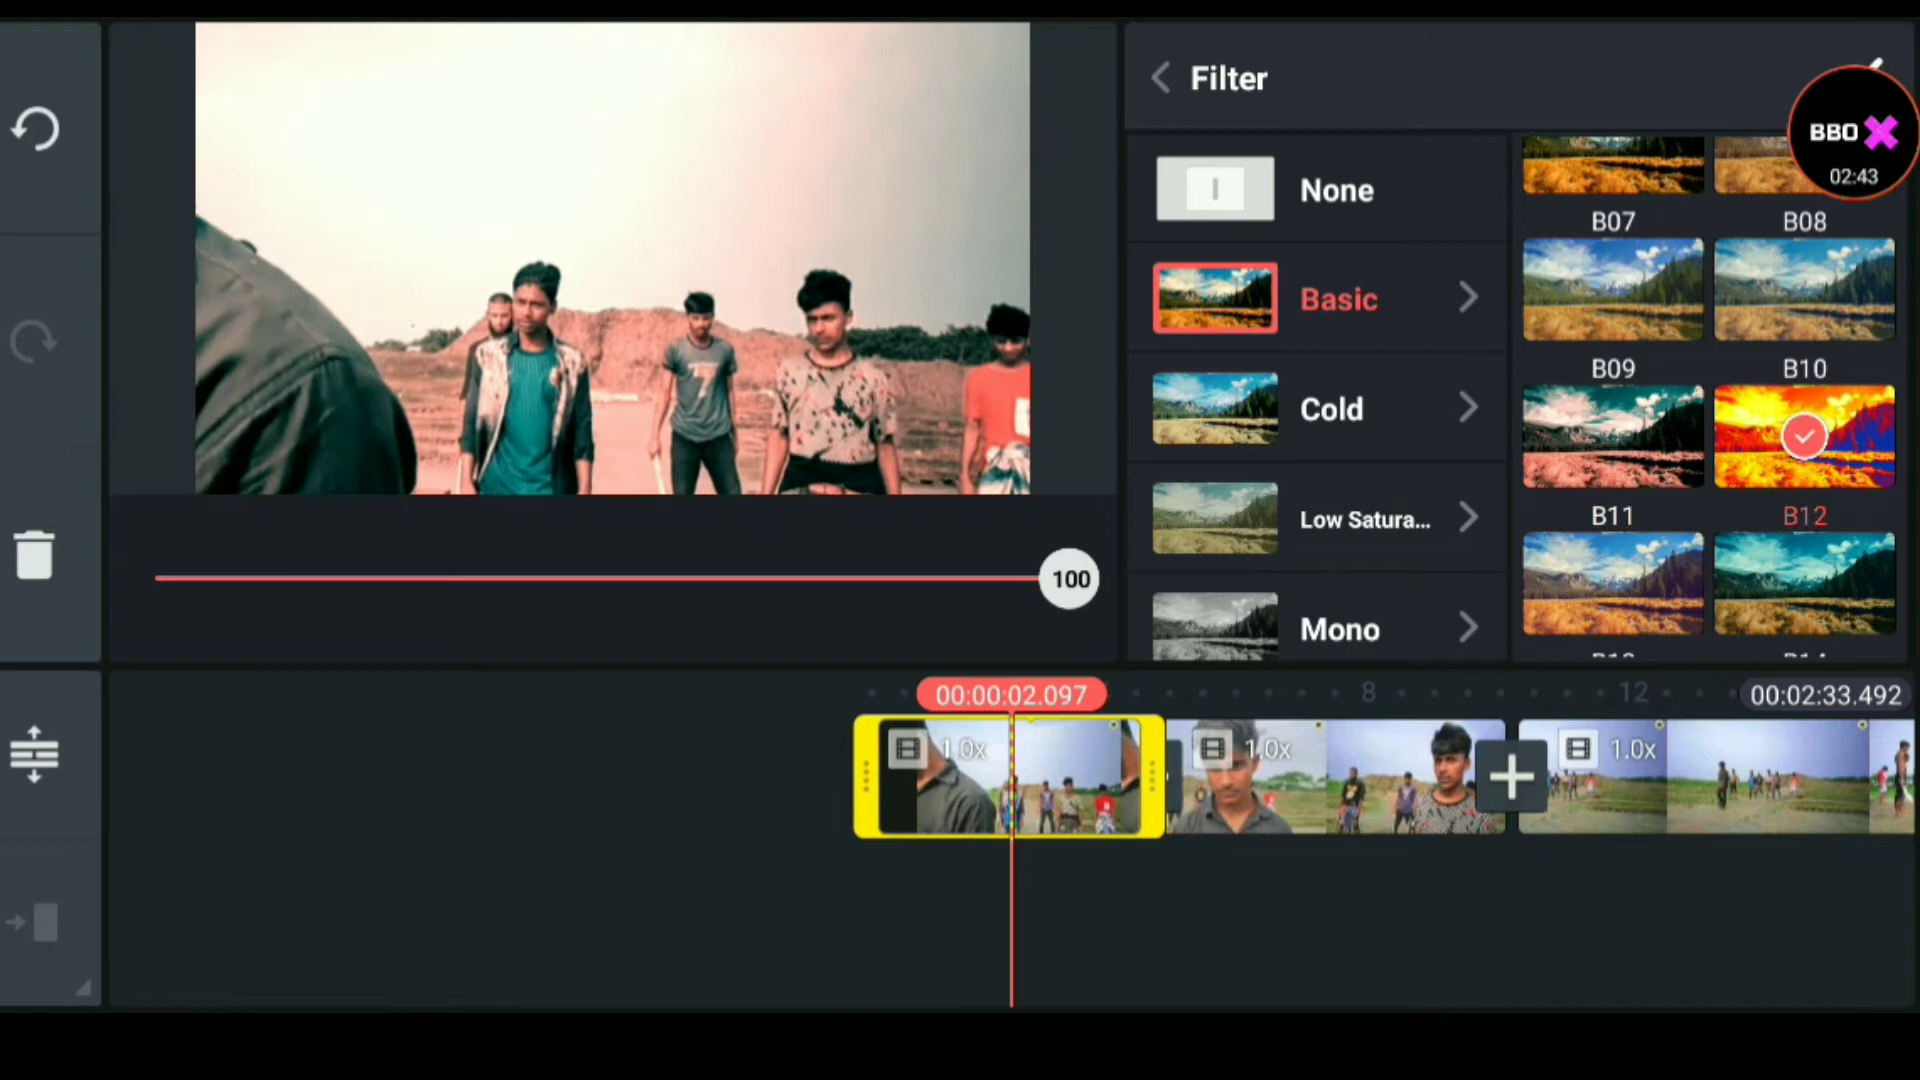 Filter
BBO
02:43
None
Basic
Cold
Low Satura...
Mono
B07
B08
B09
B10
B11
B12
100
7
00:00:02.097
8
12
00:02:33.492
1.0x
1.0x
1.0x